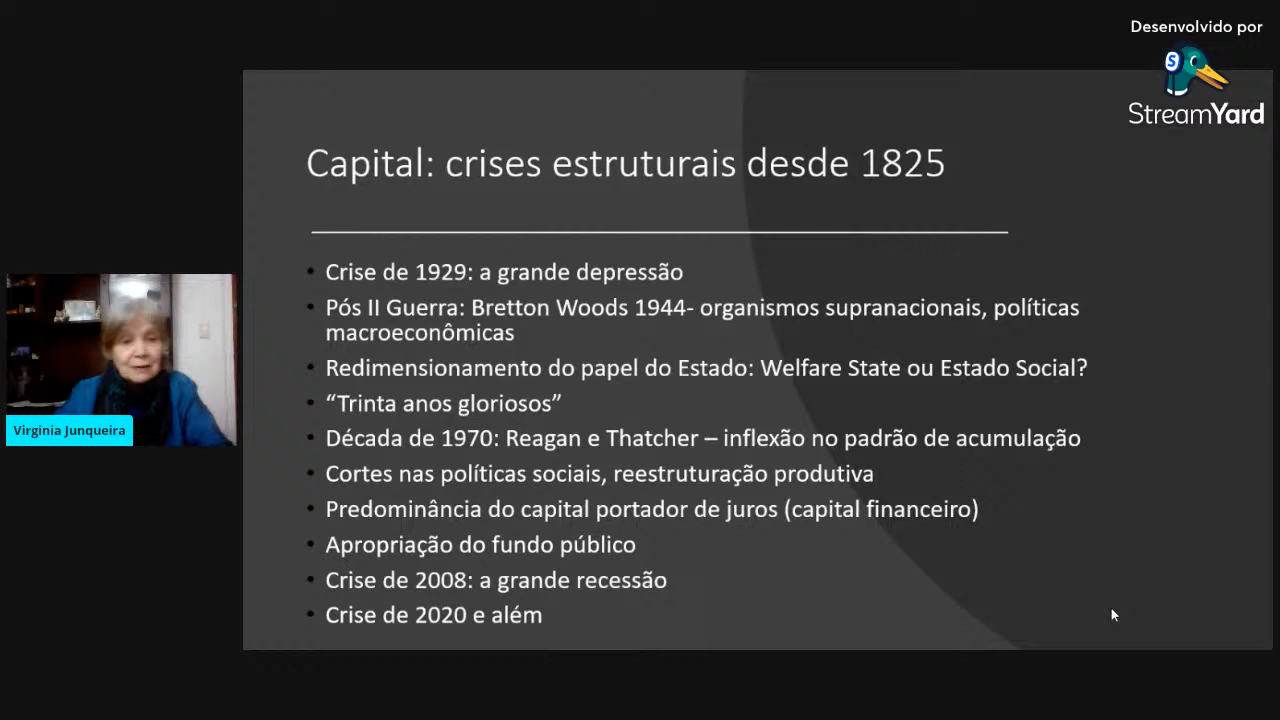 Desenvolvido por
StreamYard
Capital: crises estruturais desde 1825
• Crise de 1929: a grande depressão
• Pós II Guerra: Bretton Woods 1944- organismos supranacionais, políticas
macroeconômicas
• Redimensionamento do papel do Estado: Welfare State ou Estado Social?
• “Trinta anos gloriosos”
• Década de 1970: Reagan e Thatcher – inflexão no padrão de acumulação
• Cortes nas políticas sociais, reestruturação produtiva
• Predominância do capital portador de juros (capital financeiro)
• Apropriação do fundo público
• Crise de 2008: a grande recessão
• Crise de 2020 e além
Virginia Junqueira